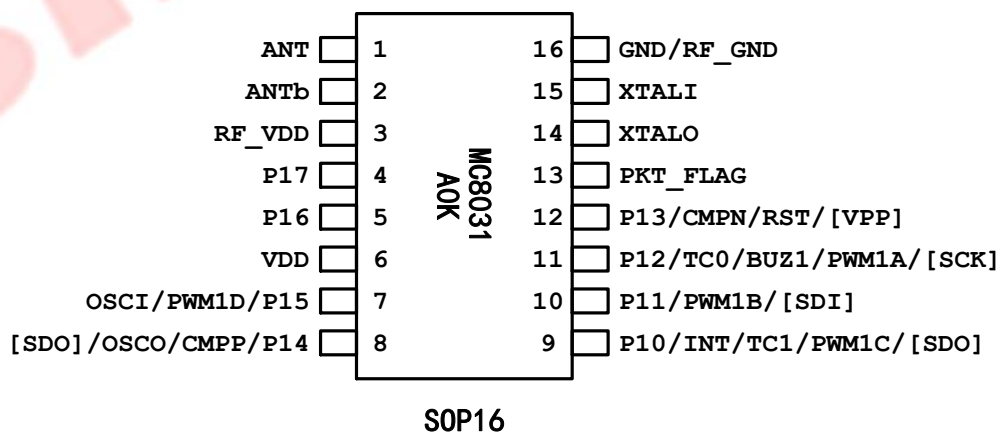 ANT 1 16 GND/RF_GND
ANTb 2 15 XTALI
RF_VDD 3 14 XTALO
P17 4 13 PKT_FLAG
P16 5 12 P13/CMPN/RST/[VPP]
VDD 6 11 P12/TC0/BUZ1/PWM1A/[SCK]
OSCI/PWM1D/P15 7 10 P11/PWM1B/[SDI]
[SDO]/OSCO/CMPP/P14 8 9 P10/INT/TC1/PWM1C/[SDO]
MC8031
A0K
SOP16